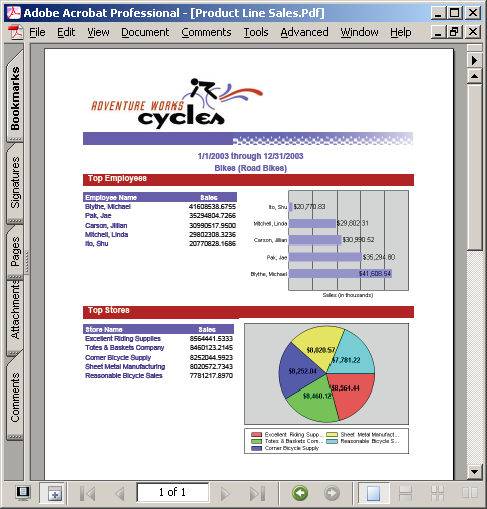 Adobe Acrobat Professional - [Product Line Sales.Pdf]
File Edit View Document Comments Tools Advanced Window Help
Bookmarks
Signatures
Pages
Attachments
Comments
ADVENTURE WORKS
cycles
1/1/2003 through 12/31/2003
Bikes (Road Bikes)
Top Employees
Employee Name Sales
Blythe, Michael 41608538.6755
Pak, Jae 35294804.7266
Carson, Jillian 30990517.9500
Mitchell, Linda 29802308.3236
Ito, Shu 20770828.1686
Ito, Shu $20,770.83
Mitchell, Linda $29,802.31
Carson, Jillian $30,990.52
Pak, Jae $35,294.80
Blythe, Michael $41,608.54
Sales (in thousands)
Top Stores
Store Name Sales
Excellent Riding Supplies 8564441.5333
Totes & Baskets Company 8460123.2145
Corner Bicycle Supply 8252044.9923
Sheet Metal Manufacturing 8020572.7343
Reasonable Bicycle Sales 7781217.8970
$8,020.57
$7,781.22
$8,252.04
$8,564.44
$8,460.12
Excellent Riding Supp... Sheet Metal Manufact...
Totes & Baskets Com... Reasonable Bicycle S...
Corner Bicycle Supply
1 of 1